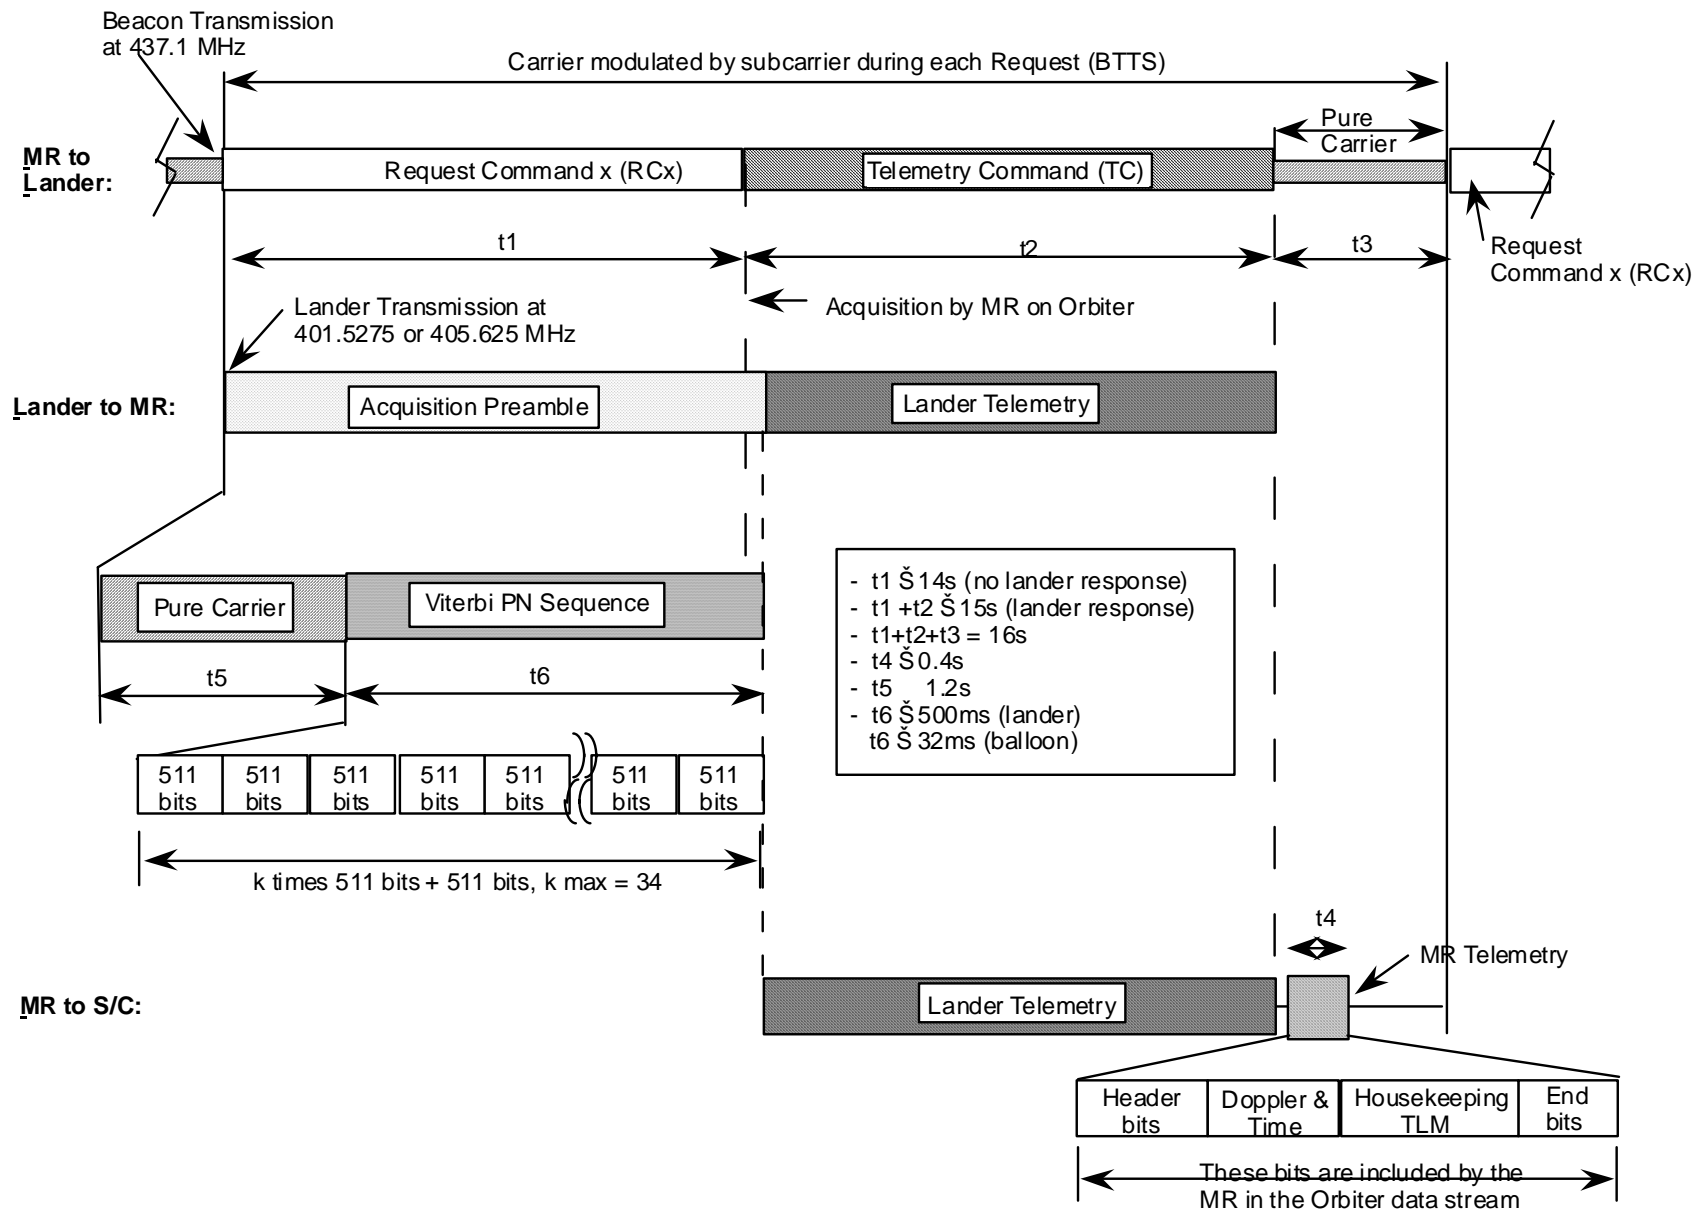 Beacon Transmission
at 437.1 MHz
Carrier modulated by subcarrier during each Request (BTTS)
Pure
Carrier
MR to
Lander:
Request Command x (RCx)
Telemetry Command (TC)
t1
t2
t3
Request
Command x (RCx)
Lander Transmission at
401.5275 or 405.625 MHz
Acquisition by MR on Orbiter
Lander to MR:
Acquisition Preamble
Lander Telemetry
Pure Carrier
Viterbi PN Sequence
- t1 Š 14s (no lander response)
- t1 +t2 Š 15s (lander response)
- t1+t2+t3 = 16s
- t4 Š 0.4s
- t5 1.2s
- t6 Š 500ms (lander)
t6 Š 32ms (balloon)
t5
t6
511
bits
511
bits
511
bits
511
bits
511
bits
511
bits
511
bits
k times 511 bits + 511 bits, k max = 34
t4
MR Telemetry
MR to S/C:
Lander Telemetry
Header
bits
Doppler &
Time
Housekeeping
TLM
End
bits
These bits are included by the
MR in the Orbiter data stream